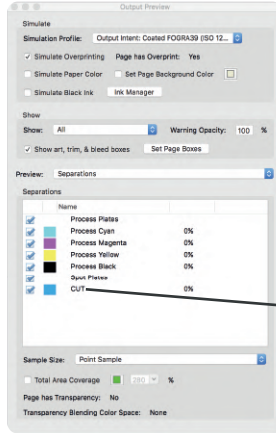 Output Preview
Simulate
Simulation Profile: Output Intent: Coated FOGRA39 (ISO 12...
Simulate Overprinting Page has Overprint: Yes
Simulate Paper Color Set Page Background Color
Simulate Black Ink Ink Manager
Show
Show: All Warning Opacity: 100 %
Show art, trim, & bleed boxes Set Page Boxes
Preview: Separations
Separations
Name
Process Plates
Process Cyan 0%
Process Magenta 0%
Process Yellow 0%
Process Black 0%
Spot Plates
CUT 0%
Sample Size: Point Sample
Total Area Coverage 280 %
Page has Transparency: No
Transparency Blending Color Space: None